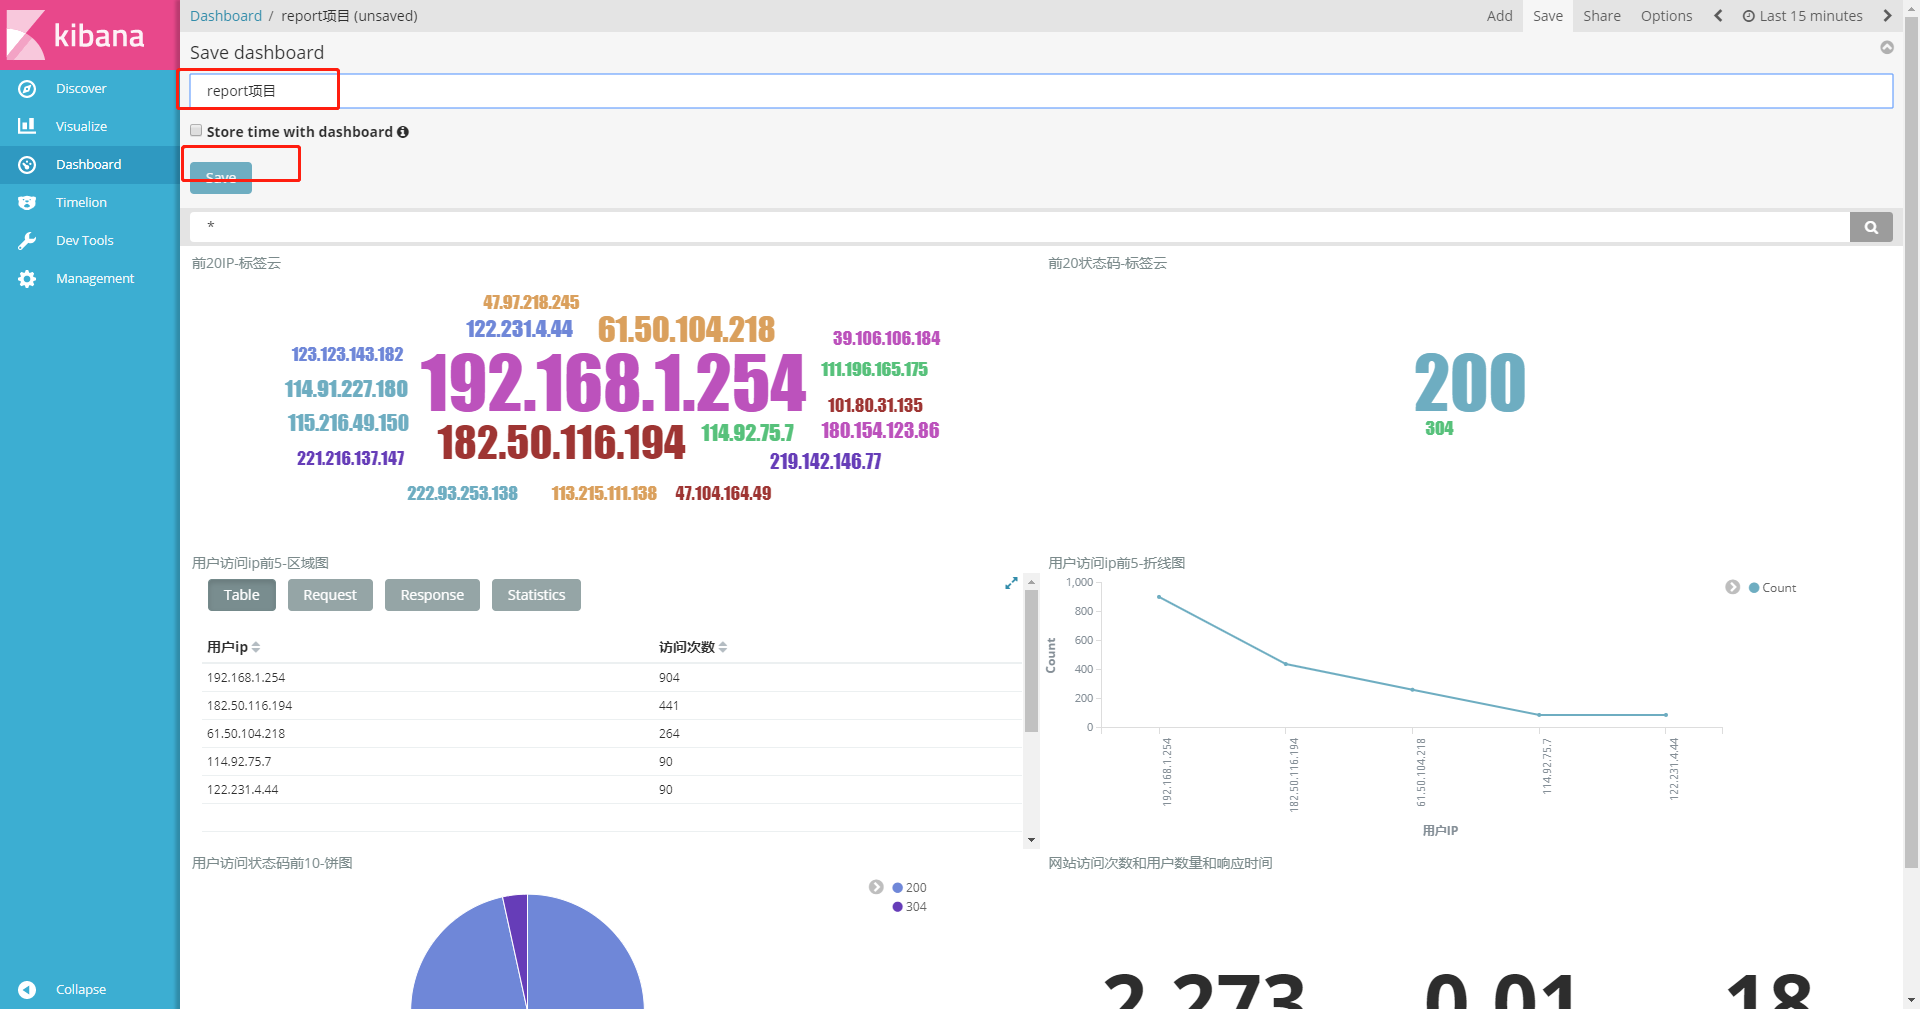 kibana
Dashboard / report项目 (unsaved)
Add Save Share Options Last 15 minutes
Discover
Visualize
Dashboard
Timelion
Dev Tools
Management
Collapse
Save dashboard
report项目
Store time with dashboard
Save
*
前20IP-标签云
47.97.218.245
122.231.4.44
61.50.104.218
39.106.106.184
123.123.143.182
192.168.1.254
111.196.165.175
114.91.227.180
101.80.31.135
115.216.49.150
182.50.116.194
114.92.75.7
180.154.123.86
221.216.137.147
219.142.146.77
222.93.253.138
113.215.111.138
47.104.164.49
前20状态码-标签云
200
304
用户访问ip前5-区域图
Table Request Response Statistics
用户ip 访问次数
192.168.1.254 904
182.50.116.194 441
61.50.104.218 264
114.92.75.7 90
122.231.4.44 90
用户访问ip前5-折线图
Count
1,000
800
600
400
200
0
Count
192.168.1.254
182.50.116.194
61.50.104.218
114.92.75.7
122.231.4.44
用户IP
用户访问状态码前10-饼图
200
304
网站访问次数和用户数量和响应时间
2,273 0.01 18